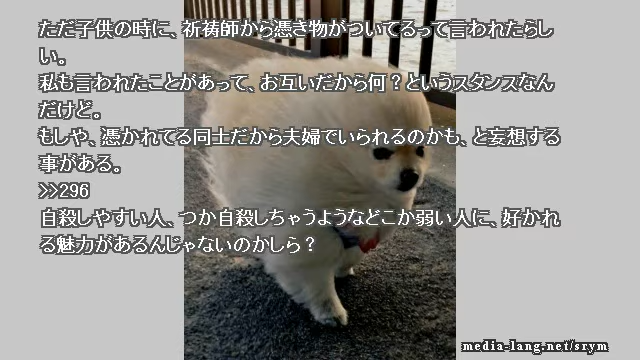 ただ子供の時に、祈祷師から憑き物がついてるって言われたらし
い。
私も言われたことがあって、お互いだから何？というスタンスなん
だけど。
もしや、憑かれてる同士だから夫婦でいられるのかも、と妄想する
事がある。
>>296
自殺しやすい人、つか自殺しちゃうようなどこか弱い人に、好かれ
る魅力があるんじゃないのかしら？
media-lang.net/srym